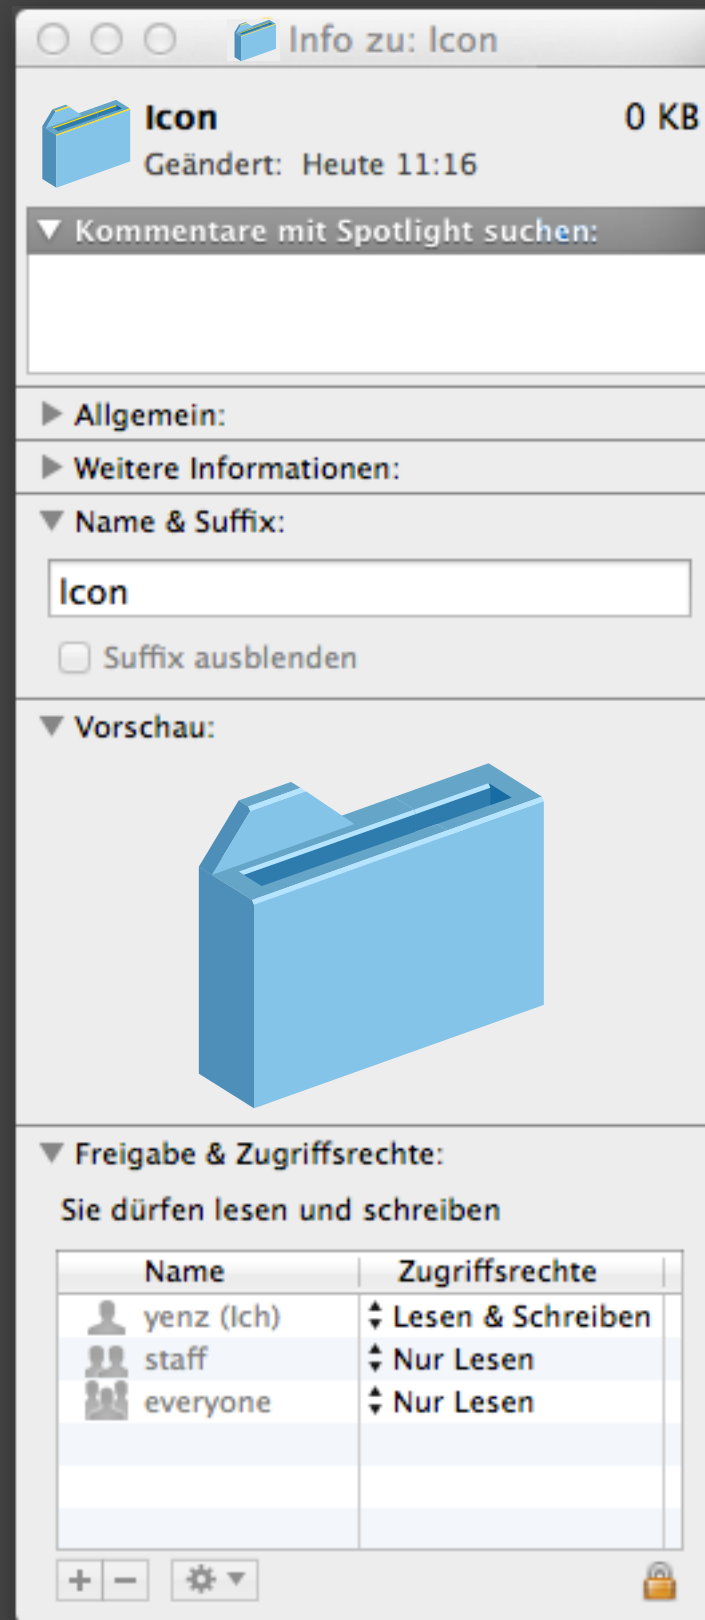 Info zu: Icon
Icon 0 KB
Geändert: Heute 11:16
Kommentare mit Spotlight suchen:
Allgemein:
Weitere Informationen:
Name & Suffix:
Icon
Suffix ausblenden
Vorschau:
Freigabe & Zugriffsrechte:
Sie dürfen lesen und schreiben
Name Zugriffsrechte
yenz (Ich) Lesen & Schreiben
staff Nur Lesen
everyone Nur Lesen